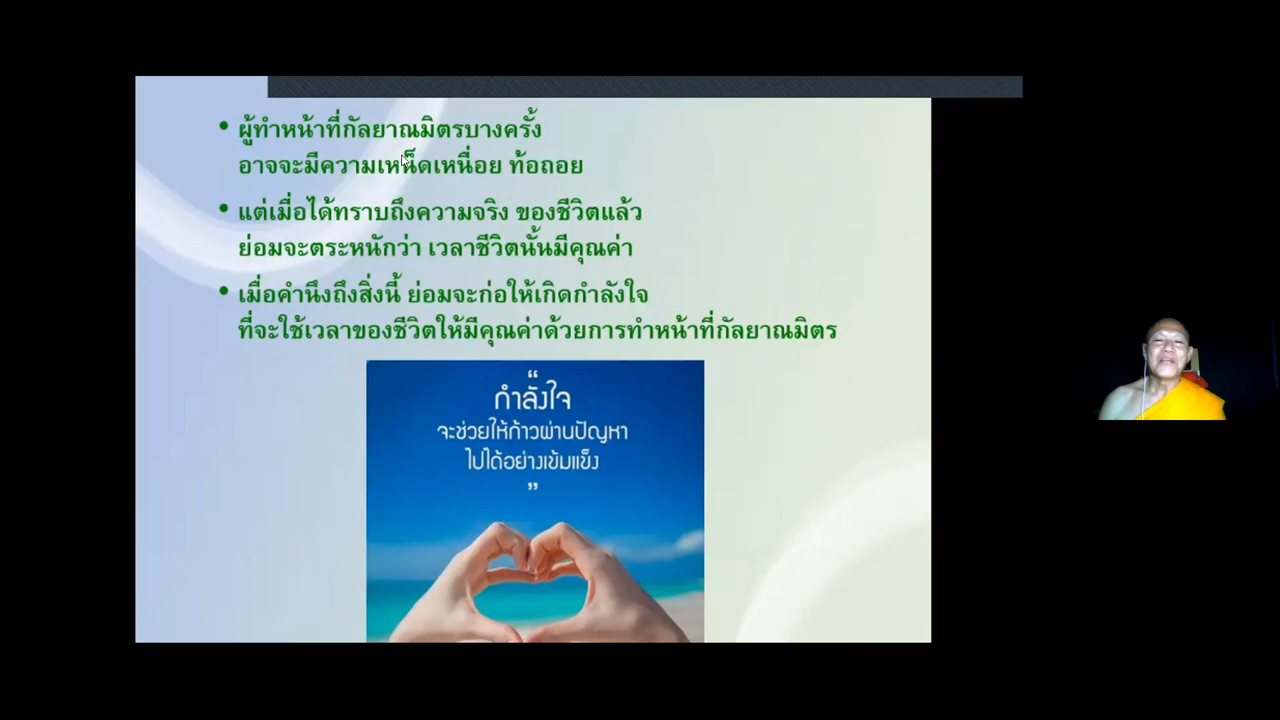 • ผู้ทำหน้าที่กัลยาณมิตรบางครั้ง
อาจจะมีความเหน็ดเหนื่อย ท้อถอย
• แต่เมื่อได้ทราบถึงความจริง ของชีวิตแล้ว
ย่อมจะตระหนักว่า เวลาชีวิตนั้นมีคุณค่า
• เมื่อคำนึงถึงสิ่งนี้ ย่อมจะก่อให้เกิดกำลังใจ
ที่จะใช้เวลาของชีวิตให้มีคุณค่าด้วยการทำหน้าที่กัลยาณมิตร
“
กำลังใจ
จะช่วยให้ก้าวผ่านปัญหา
ไปได้อย่างเข้มแข็ง
”